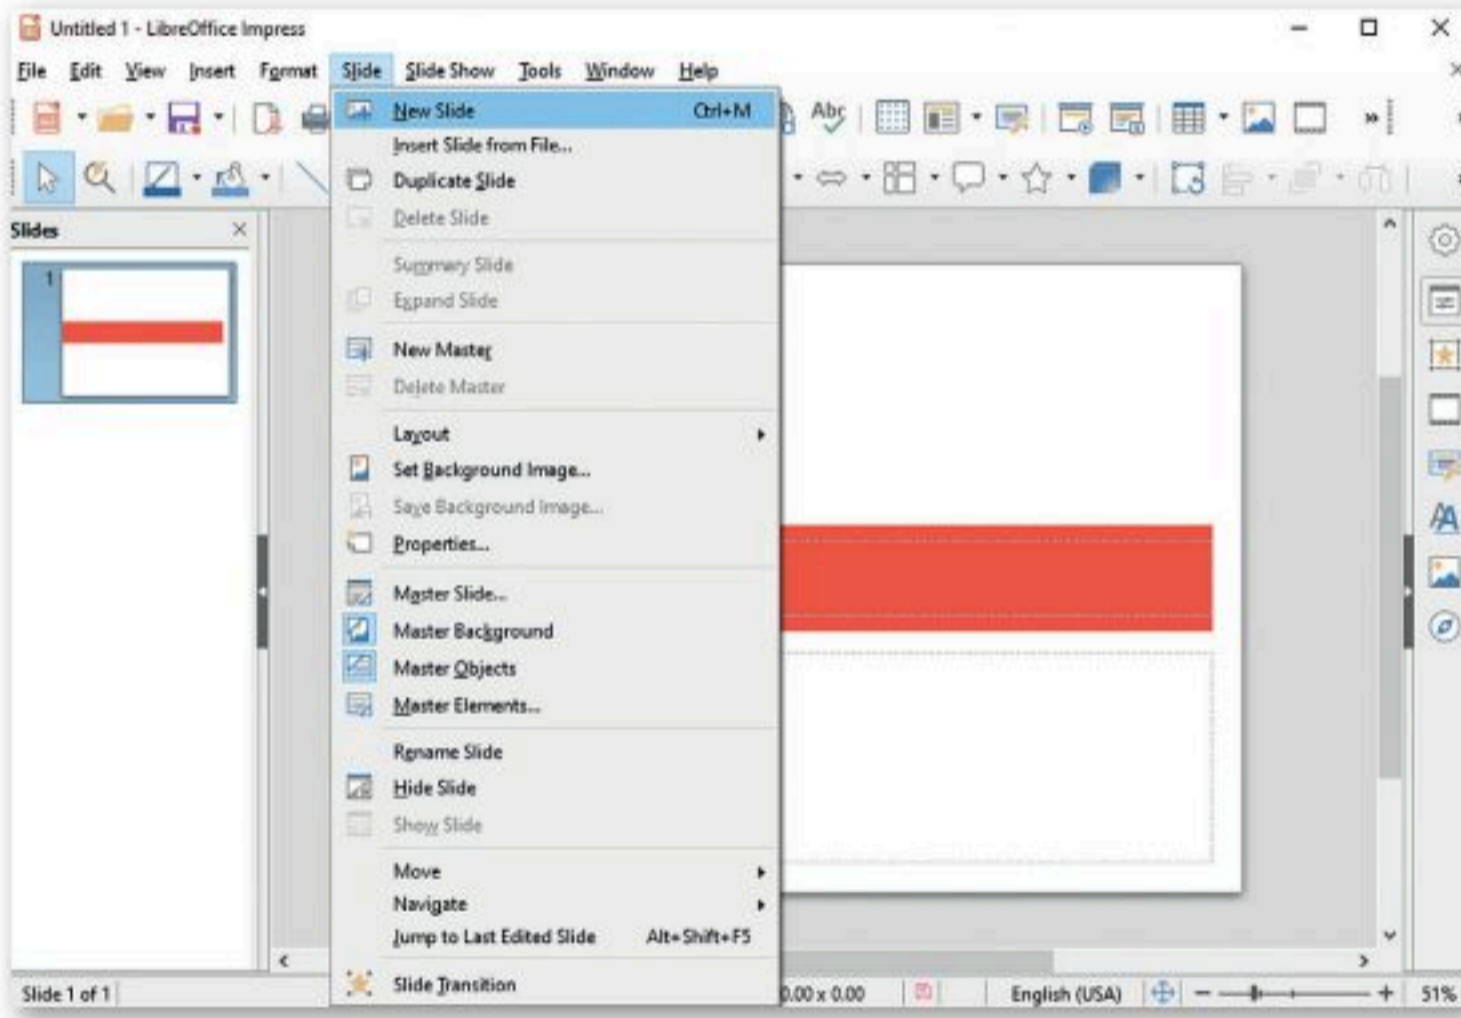 Untitled 1 - LibreOffice Impress
File Edit View Insert Format Slide Slide Show Tools Window Help
New Slide Ctrl+M
Abc
Insert Slide from File...
Duplicate Slide
Delete Slide
Slides
1
Summary Slide
Expand Slide
New Master
Delete Master
Layout
Set Background Image...
Save Background Image...
Properties...
Master Slide...
Master Background
Master Objects
Master Elements...
Rename Slide
Hide Slide
Show Slide
Move
Navigate
Jump to Last Edited Slide Alt+Shift+F5
Slide Transition
Slide 1 of 1 0.00 x 0.00 English (USA) 51%